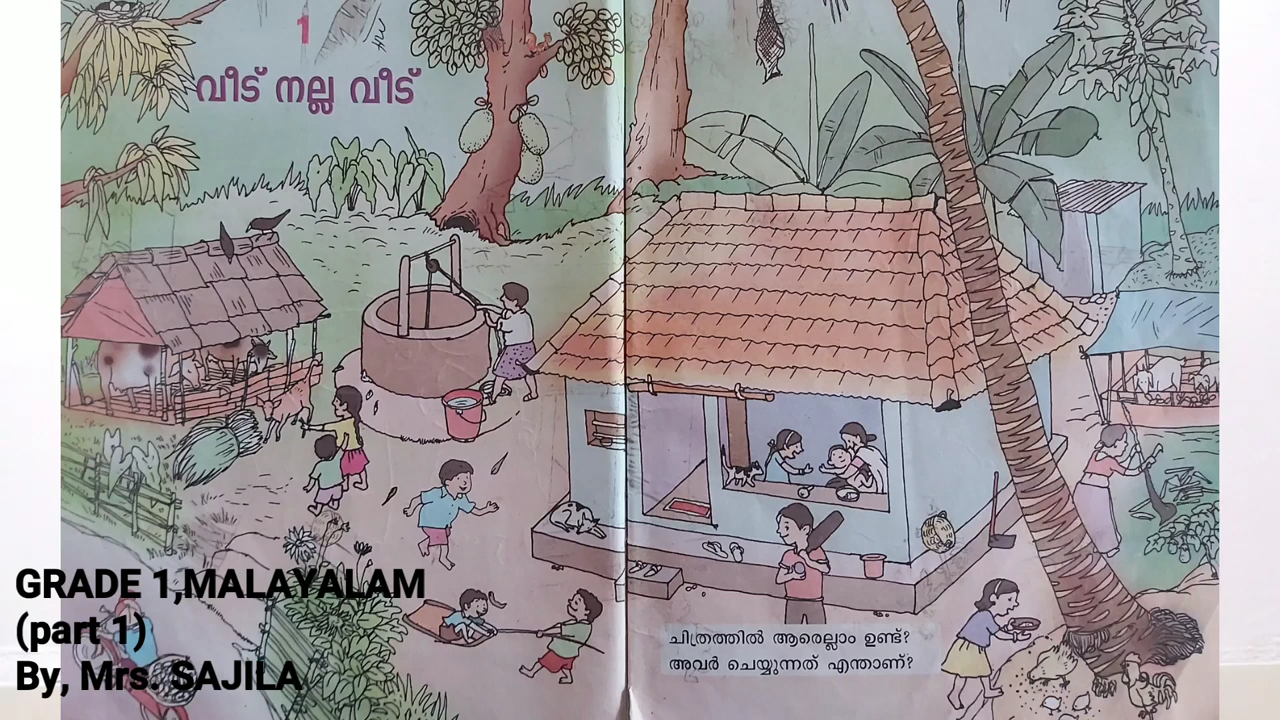 1
വീട് നല്ല വീട്
ചിത്രത്തിൽ ആരെല്ലാം ഉണ്ട്?
അവർ ചെയ്യുന്നത് എന്താണ്?
GRADE 1,MALAYALAM
(part 1)
By, Mrs. SAJILA